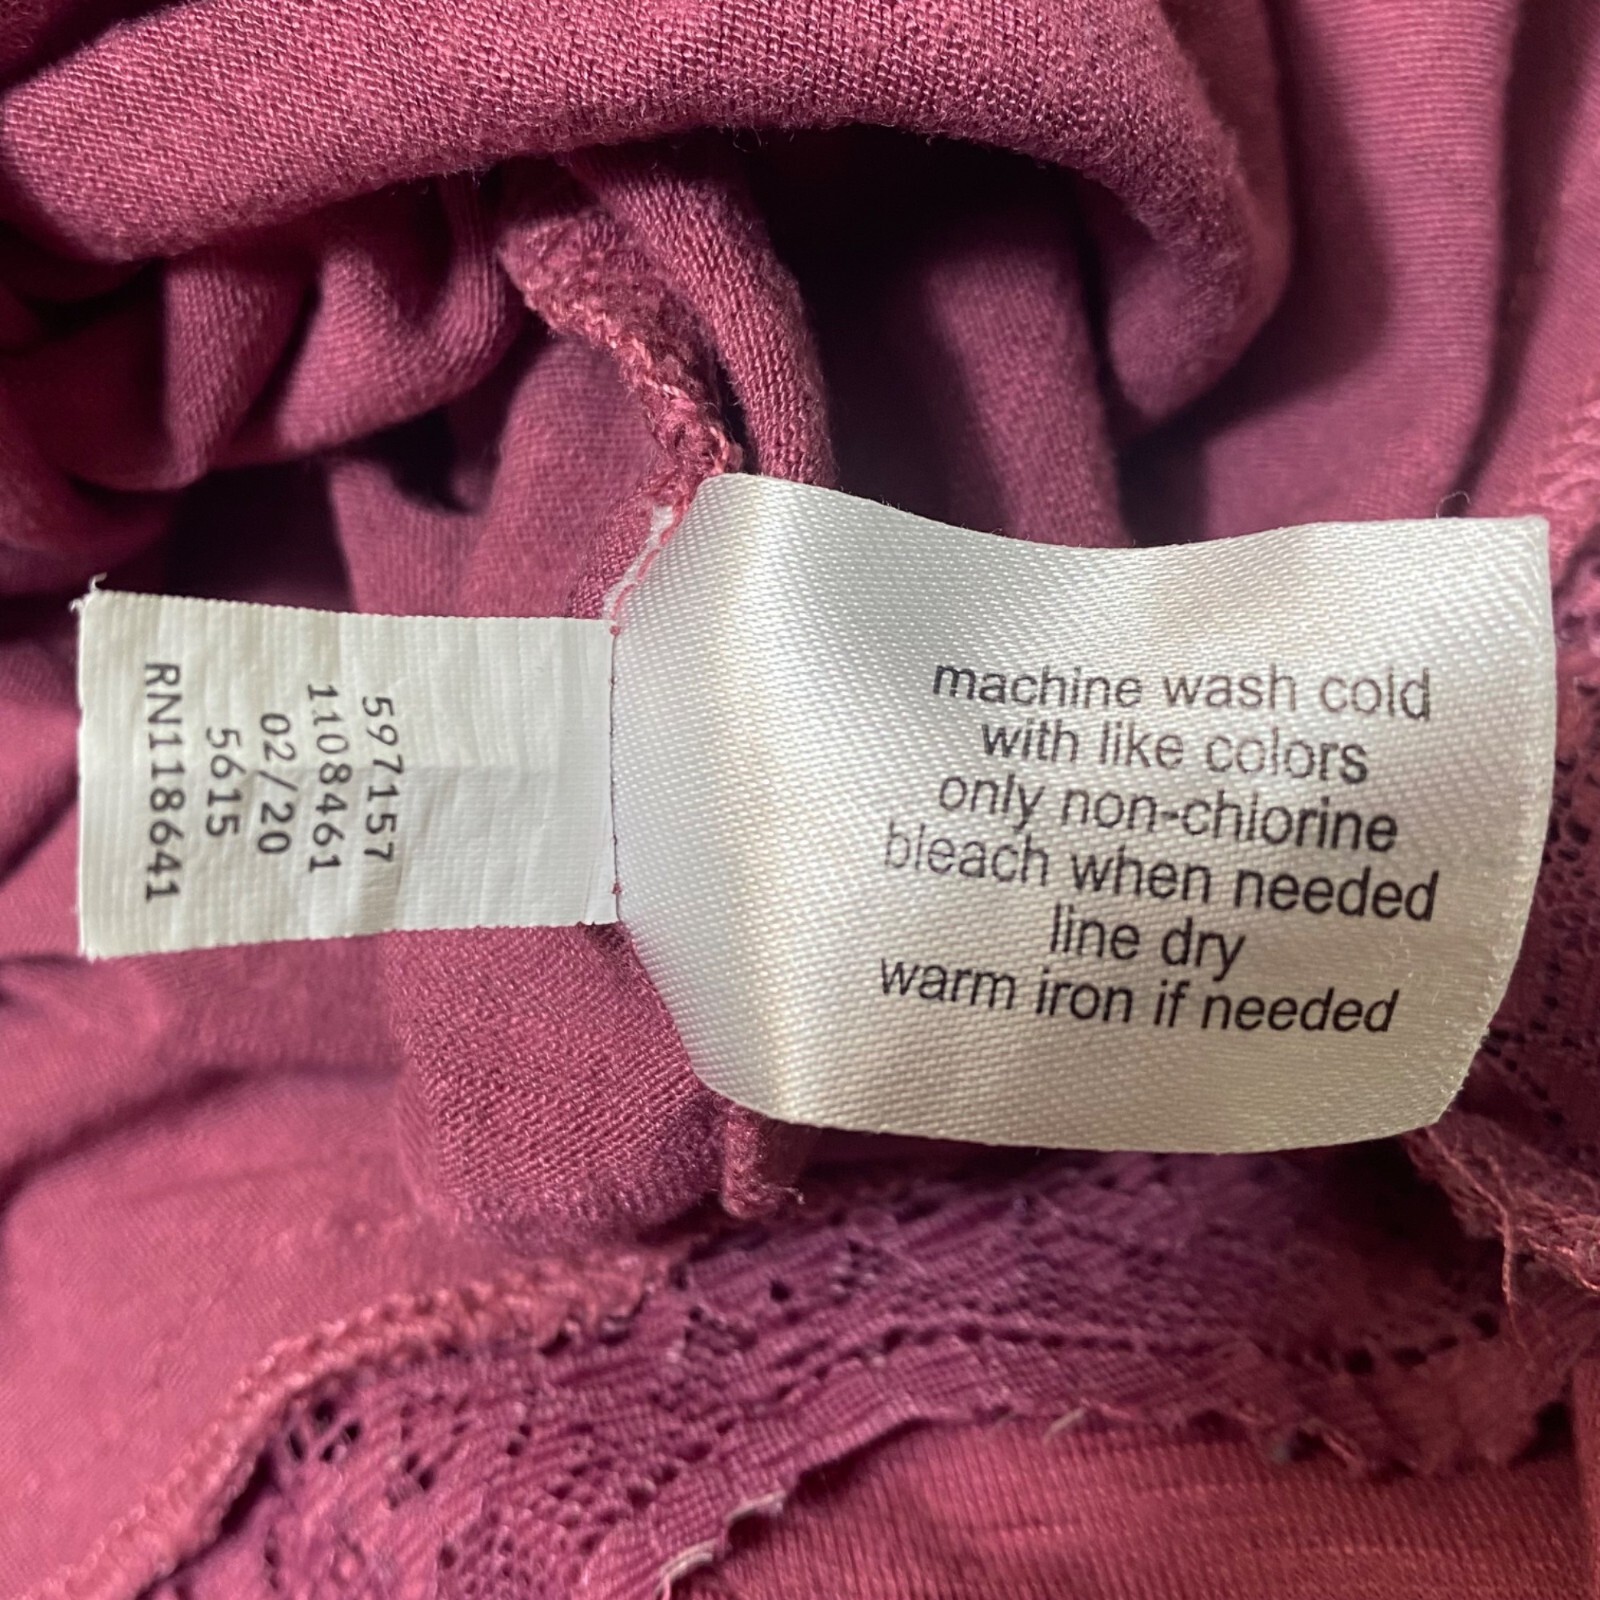 597157
1108461
02/20
5615
RN118641
machine wash cold
with like colors
only non-chlorine
bleach when needed
line dry
warm iron if needed